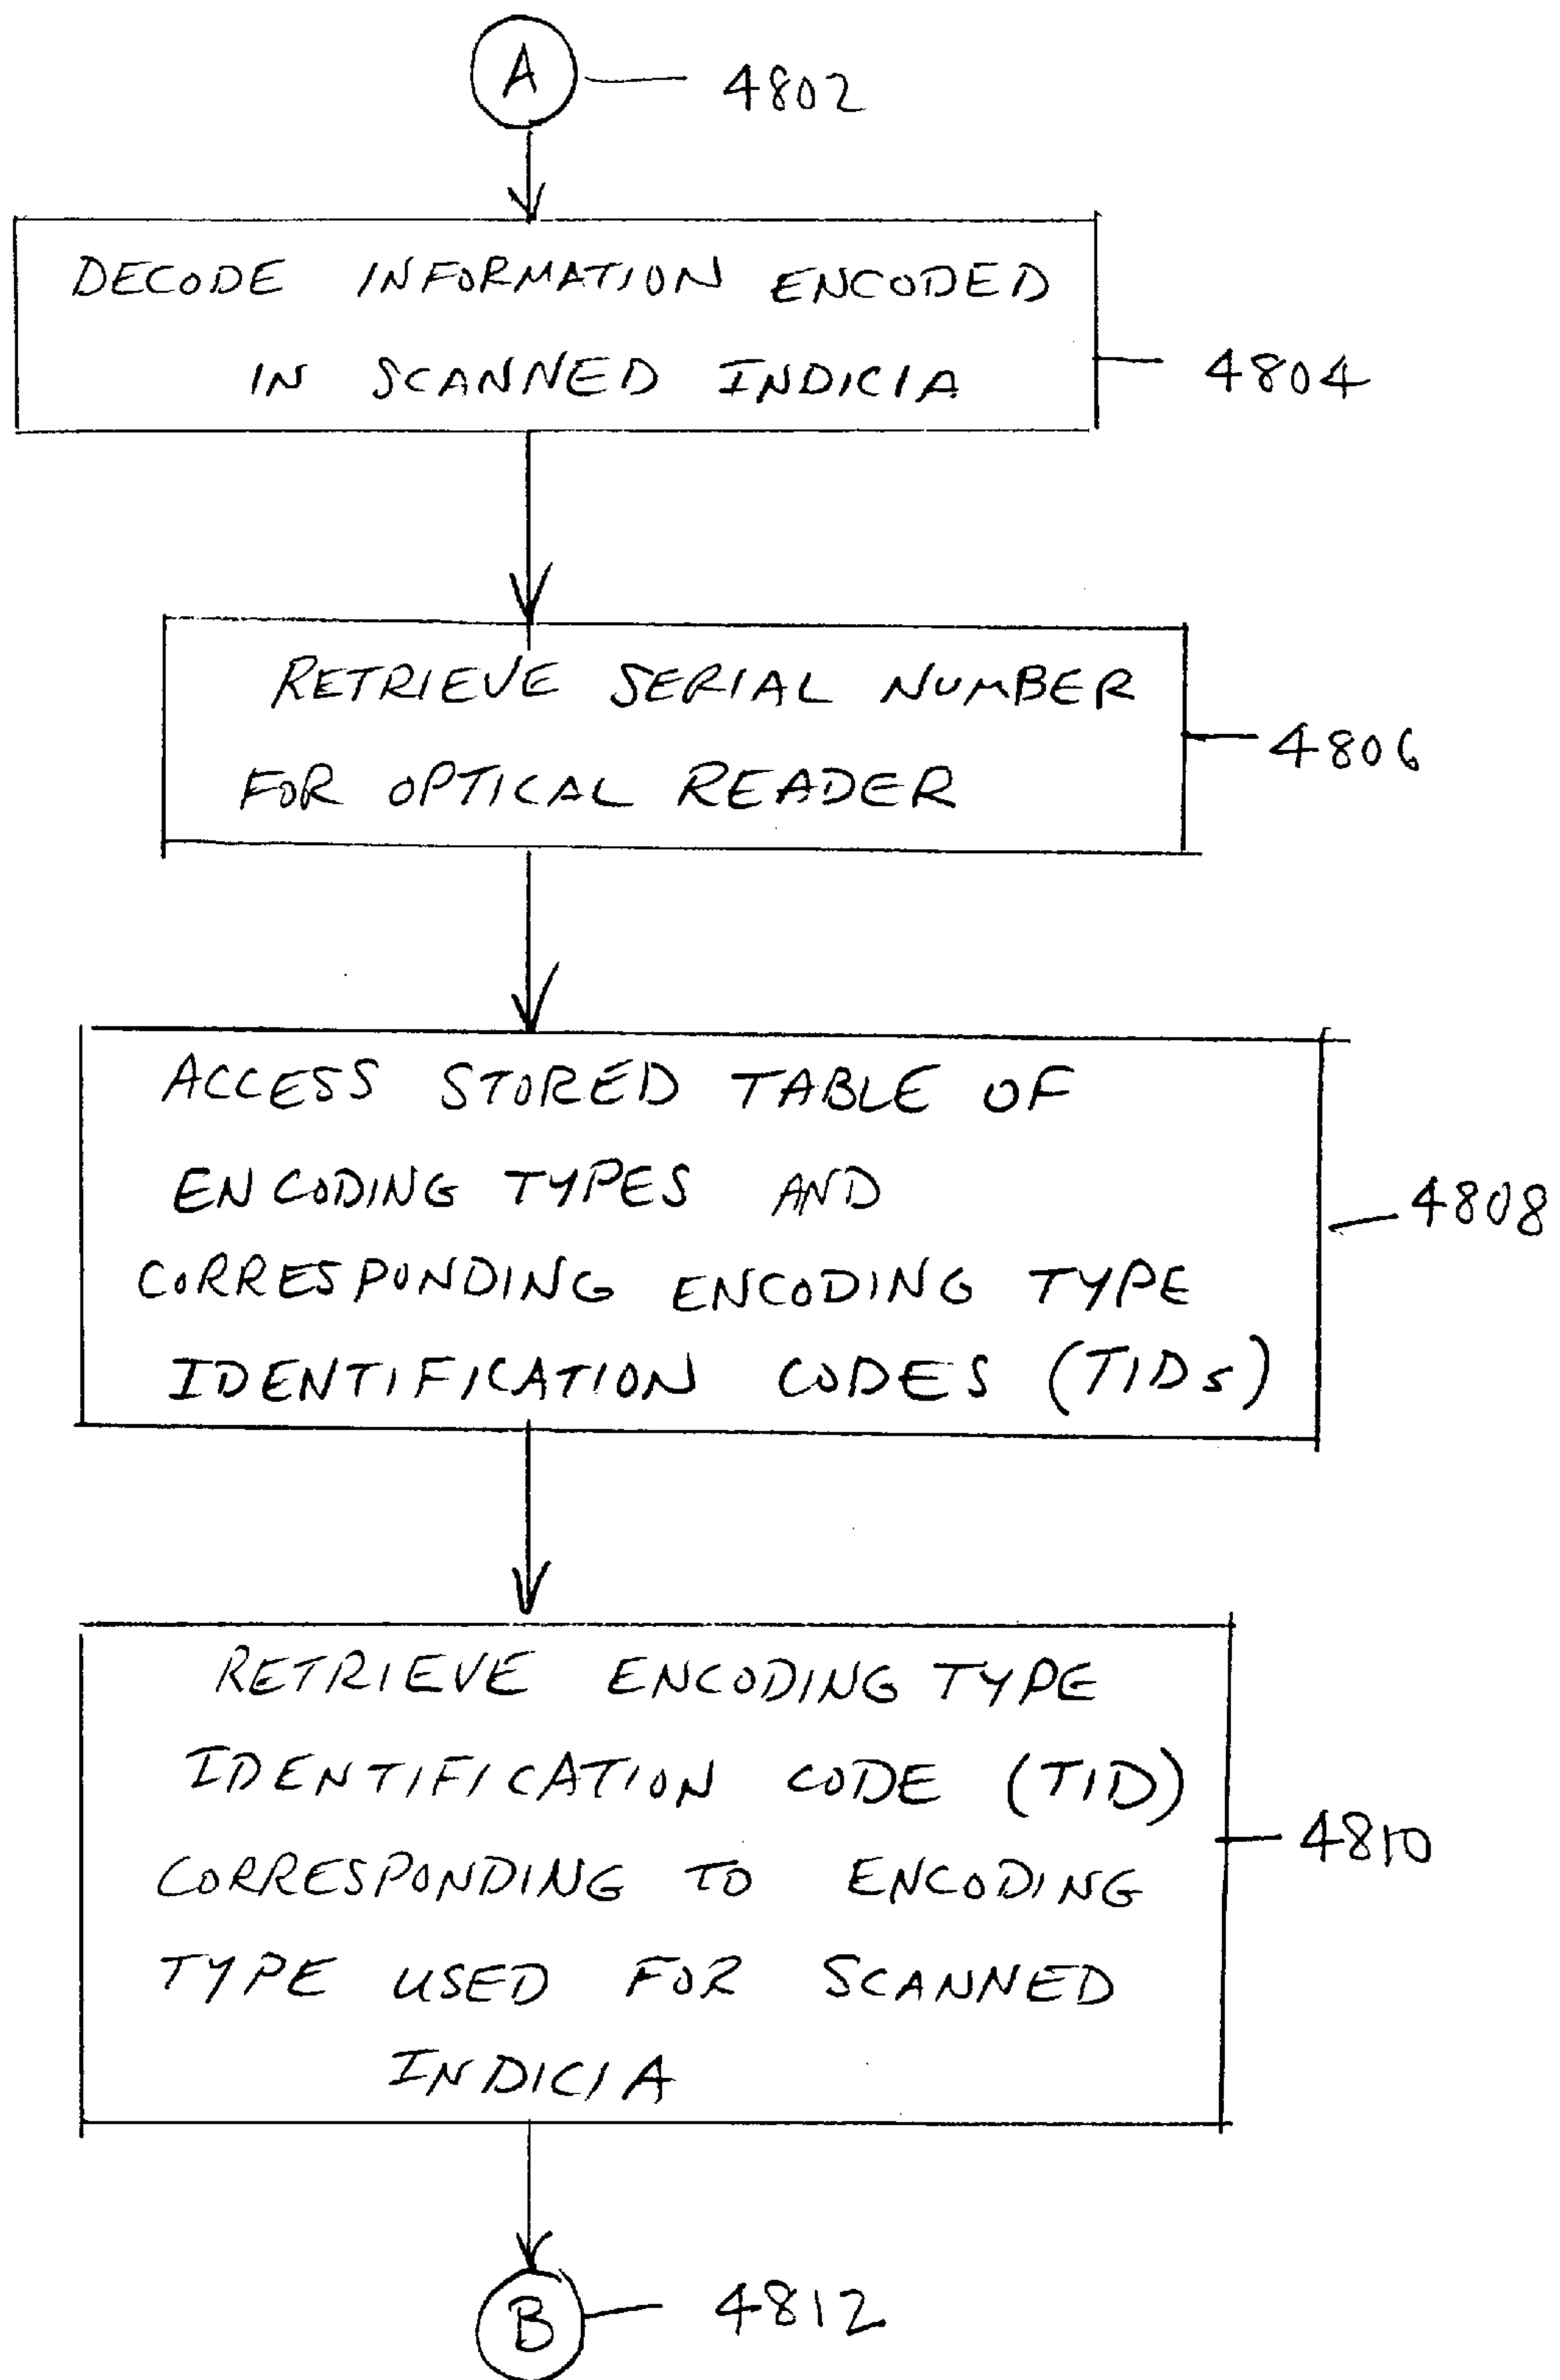 A
4802
DECODE INFORMATION ENCODED
IN SCANNED INDICIA
4804
RETRIEVE SERIAL NUMBER
FOR OPTICAL READER
4806
ACCESS STORED TABLE OF
ENCODING TYPES AND
CORRESPONDING ENCODING TYPE
IDENTIFICATION CODES (TIDs)
4808
RETRIEVE ENCODING TYPE
IDENTIFICATION CODE (TID)
CORRESPONDING TO ENCODING
TYPE USED FOR SCANNED
INDICIA
4810
B
4812